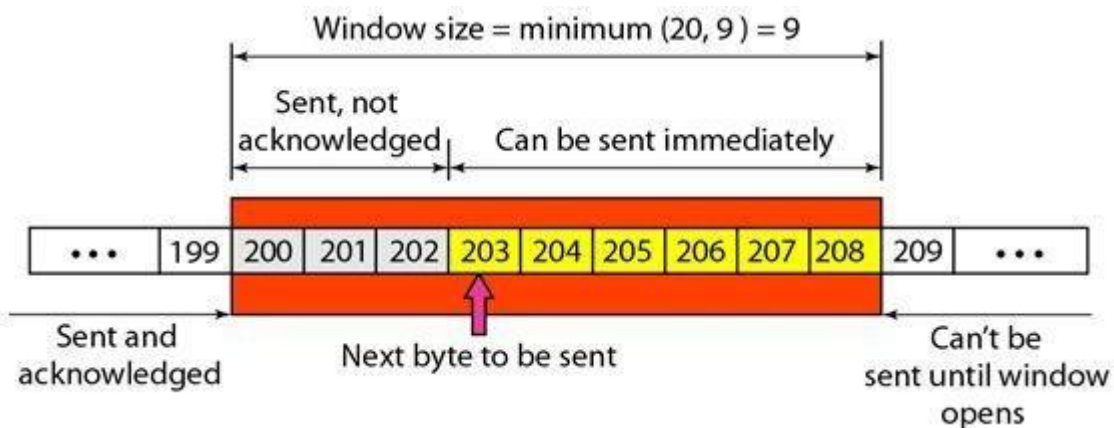 Window size = minimum (20, 9 ) = 9
Sent, not
acknowledged
Can be sent immediately
••• 199 200 201 202 203 204 205 206 207 208 209 •••
Sent and
acknowledged
Next byte to be sent
Can't be
sent until window
opens